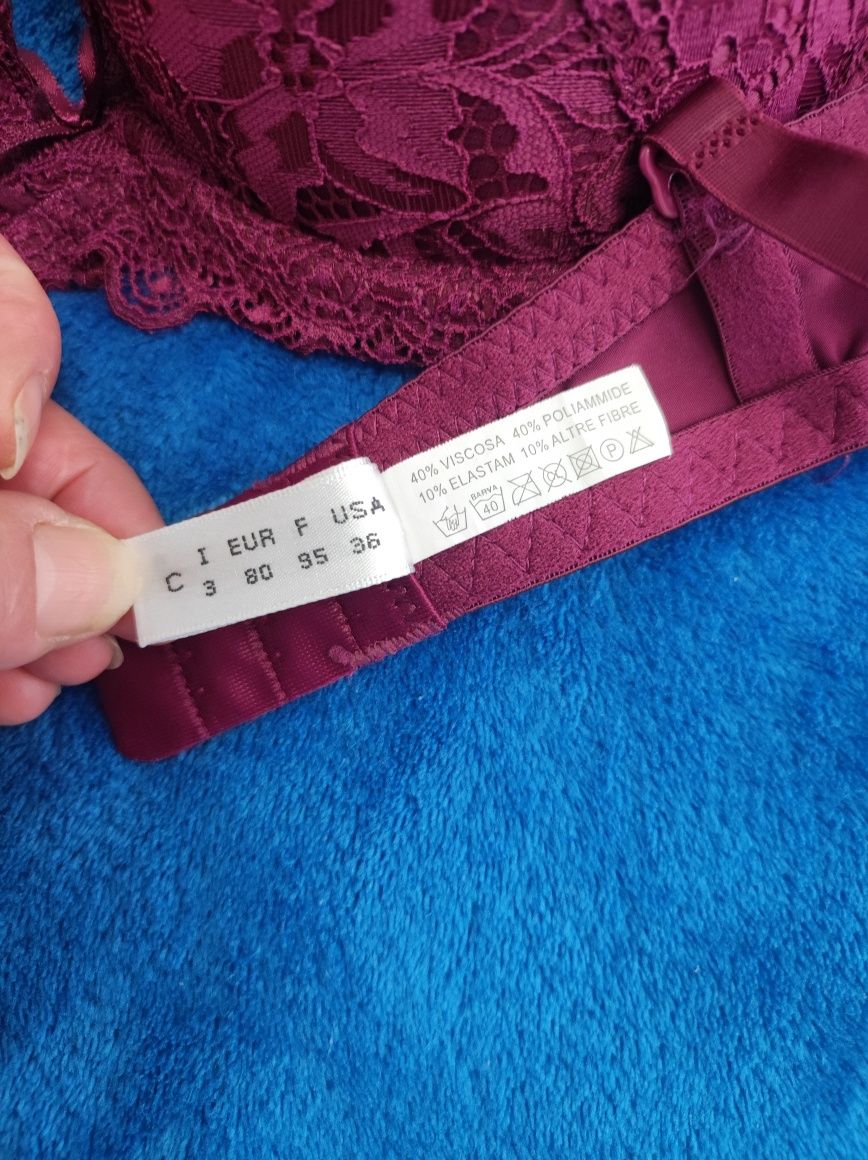 C I EUR F USA
3 80 95 36
40% VISCOSA 40% POLIAMMIDE
10% ELASTAM 10% ALTRE FIBRE
BARVA
40 P